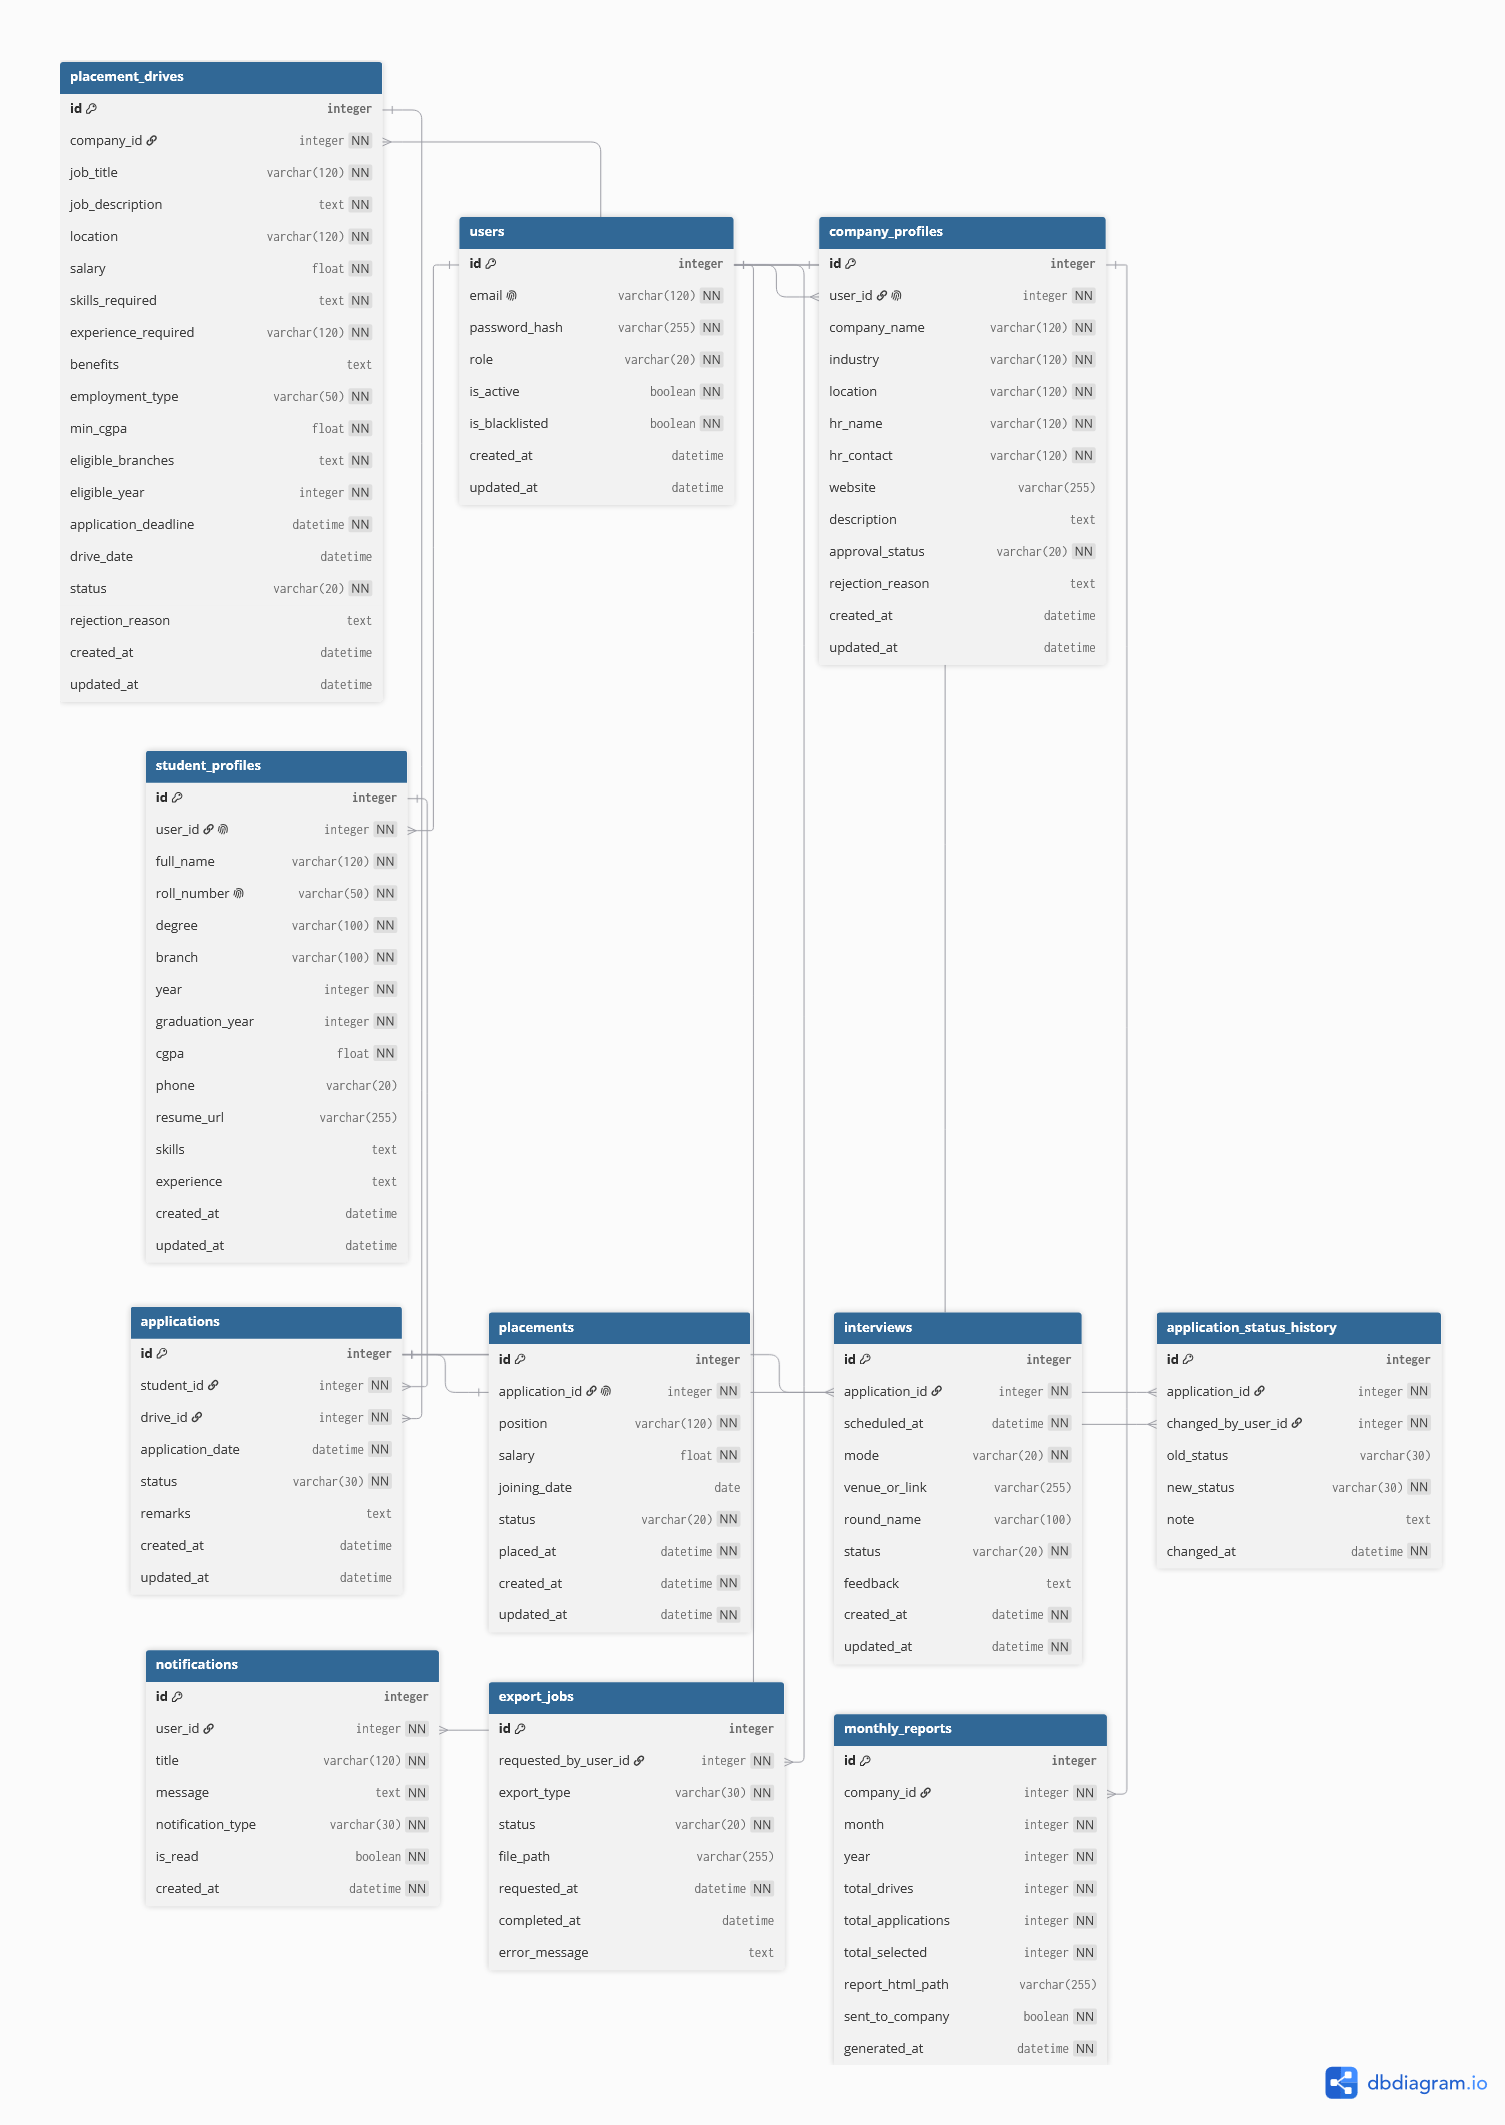 placement_drives
id integer
company_id integer NN
job_title varchar(120) NN
job_description text NN
location varchar(120) NN
salary float NN
skills_required text NN
experience_required varchar(120) NN
benefits text
employment_type varchar(50) NN
min_cgpa float NN
eligible_branches text NN
eligible_year integer NN
application_deadline datetime NN
drive_date datetime
status varchar(20) NN
rejection_reason text
created_at datetime
updated_at datetime
users
id integer
email varchar(120) NN
password_hash varchar(255) NN
role varchar(20) NN
is_active boolean NN
is_blacklisted boolean NN
created_at datetime
updated_at datetime
company_profiles
id integer
user_id integer NN
company_name varchar(120) NN
industry varchar(120) NN
location varchar(120) NN
hr_name varchar(120) NN
hr_contact varchar(120) NN
website varchar(255)
description text
approval_status varchar(20) NN
rejection_reason text
created_at datetime
updated_at datetime
student_profiles
id integer
user_id integer NN
full_name varchar(120) NN
roll_number varchar(50) NN
degree varchar(100) NN
branch varchar(100) NN
year integer NN
graduation_year integer NN
cgpa float NN
phone varchar(20)
resume_url varchar(255)
skills text
experience text
created_at datetime
updated_at datetime
applications
id integer
student_id integer NN
drive_id integer NN
application_date datetime NN
status varchar(30) NN
remarks text
created_at datetime
updated_at datetime
placements
id integer
application_id integer NN
position varchar(120) NN
salary float NN
joining_date date
status varchar(20) NN
placed_at datetime NN
created_at datetime NN
updated_at datetime NN
interviews
id integer
application_id integer NN
scheduled_at datetime NN
mode varchar(20) NN
venue_or_link varchar(255)
round_name varchar(100)
status varchar(20) NN
feedback text
created_at datetime NN
updated_at datetime NN
application_status_history
id integer
application_id integer NN
changed_by_user_id integer NN
old_status varchar(30)
new_status varchar(30) NN
note text
changed_at datetime NN
notifications
id integer
user_id integer NN
title varchar(120) NN
message text NN
notification_type varchar(30) NN
is_read boolean NN
created_at datetime NN
export_jobs
id integer
requested_by_user_id integer NN
export_type varchar(30) NN
status varchar(20) NN
file_path varchar(255)
requested_at datetime NN
completed_at datetime
error_message text
monthly_reports
id integer
company_id integer NN
month integer NN
year integer NN
total_drives integer NN
total_applications integer NN
total_selected integer NN
report_html_path varchar(255)
sent_to_company boolean NN
generated_at datetime NN
dbdiagram.io